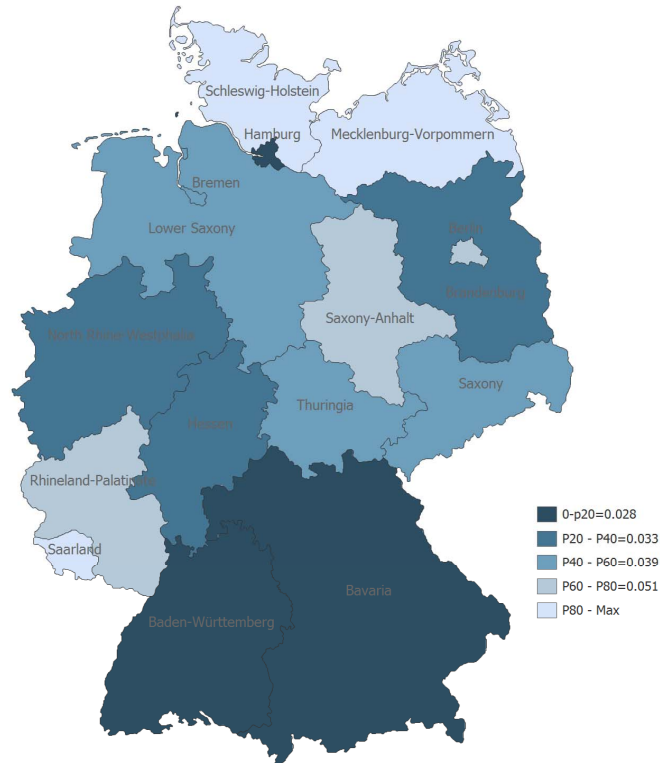 Schleswig-Holstein
Hamburg
Mecklenburg-Vorpommern
Bremen
Lower Saxony
Berlin
Brandenburg
North Rhine-Westphalia
Saxony-Anhalt
Saxony
Thuringia
Hessen
Rhineland-Palatinate
Saarland
Bavaria
Baden-Württemberg
0-p20=0.028
P20 - P40=0.033
P40 - P60=0.039
P60 - P80=0.051
P80 - Max